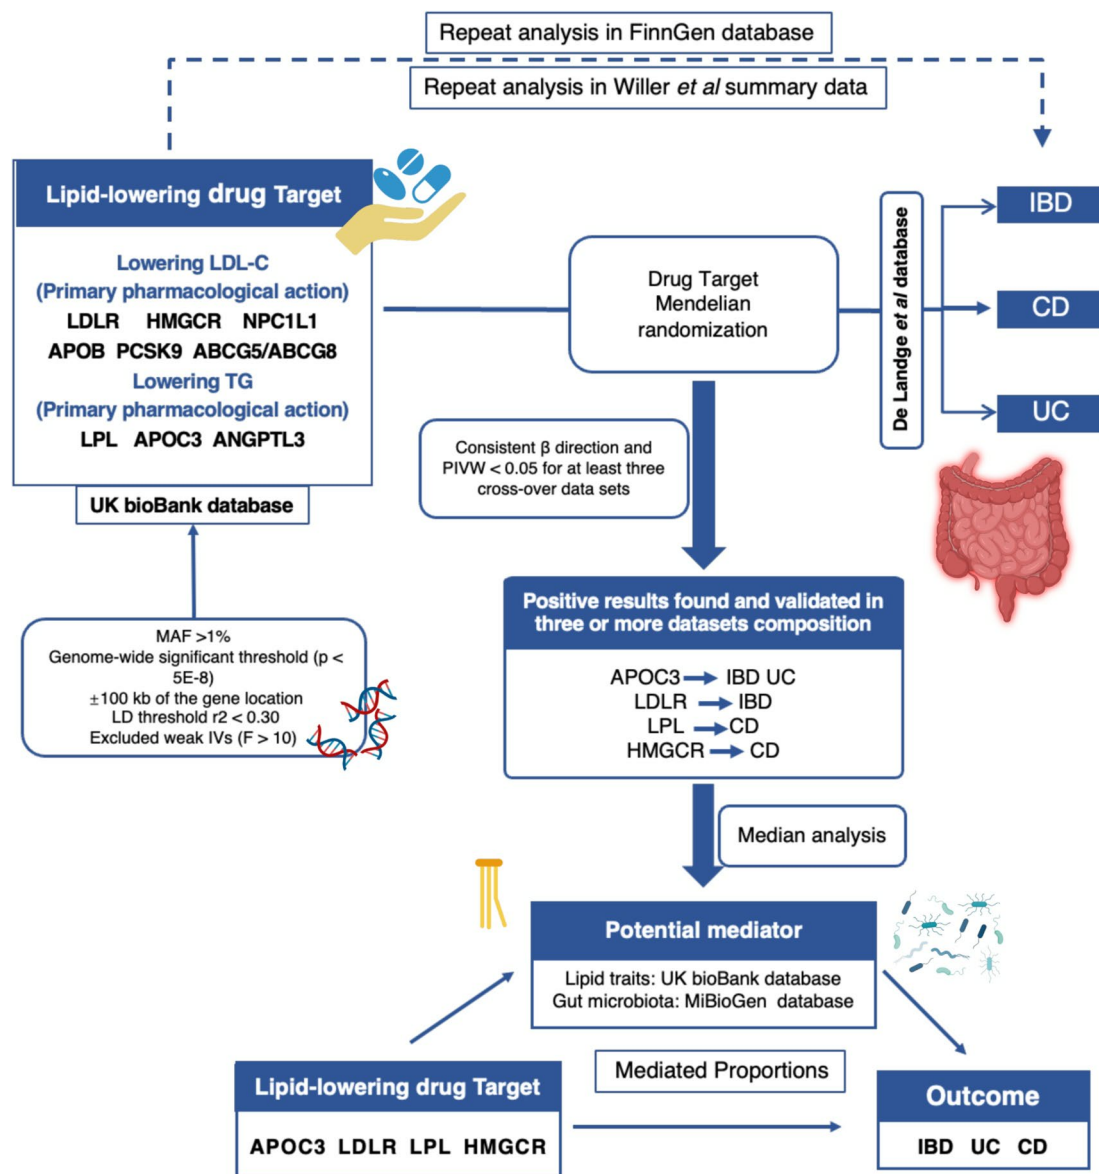 Repeat analysis in FinnGen database
Repeat analysis in Willer et al summary data
Lipid-lowering drug Target
Lowering LDL-C
(Primary pharmacological action)
LDLR HMGCR NPC1L1
APOB PCSK9 ABCG5/ABCG8
Lowering TG
(Primary pharmacological action)
LPL APOC3 ANGPTL3
UK bioBank database
MAF >1%
Genome-wide significant threshold (p <
5E-8)
±100 kb of the gene location
LD threshold r2 < 0.30
Excluded weak IVs (F > 10)
Drug Target
Mendelian
randomization
De Landge et al database
IBD
CD
UC
Consistent β direction and
PIVW < 0.05 for at least three
cross-over data sets
Positive results found and validated in
three or more datasets composition
APOC3 → IBD UC
LDLR → IBD
LPL → CD
HMGCR → CD
Median analysis
Potential mediator
Lipid traits: UK bioBank database
Gut microbiota: MiBioGen database
Mediated Proportions
Lipid-lowering drug Target
APOC3 LDLR LPL HMGCR
Outcome
IBD UC CD